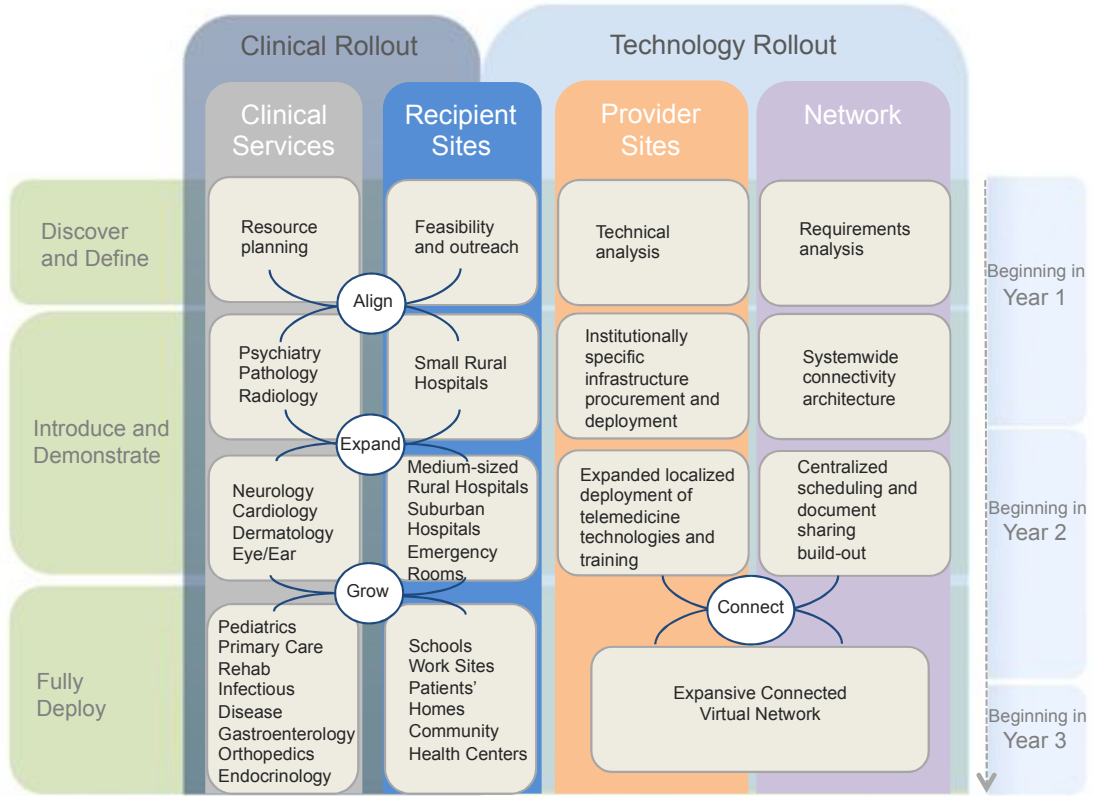 Clinical Rollout
Technology Rollout
Clinical
Services
Recipient
Sites
Provider
Sites
Network
Discover
and Define
Resource
planning
Feasibility
and outreach
Technical
analysis
Requirements
analysis
Beginning in
Year 1
Align
Introduce and
Demonstrate
Psychiatry
Pathology
Radiology
Small Rural
Hospitals
Institutionally
specific
infrastructure
procurement and
deployment
Systemwide
connectivity
architecture
Expand
Neurology
Cardiology
Dermatology
Eye/Ear
Medium-sized
Rural Hospitals
Suburban
Hospitals
Emergency
Rooms
Expanded localized
deployment of
telemedicine
technologies and
training
Centralized
scheduling and
document
sharing
build-out
Beginning in
Year 2
Grow
Connect
Fully
Deploy
Pediatrics
Primary Care
Rehab
Infectious
Disease
Gastroenterology
Orthopedics
Endocrinology
Schools
Work Sites
Patients'
Homes
Community
Health Centers
Expansive Connected
Virtual Network
Beginning in
Year 3